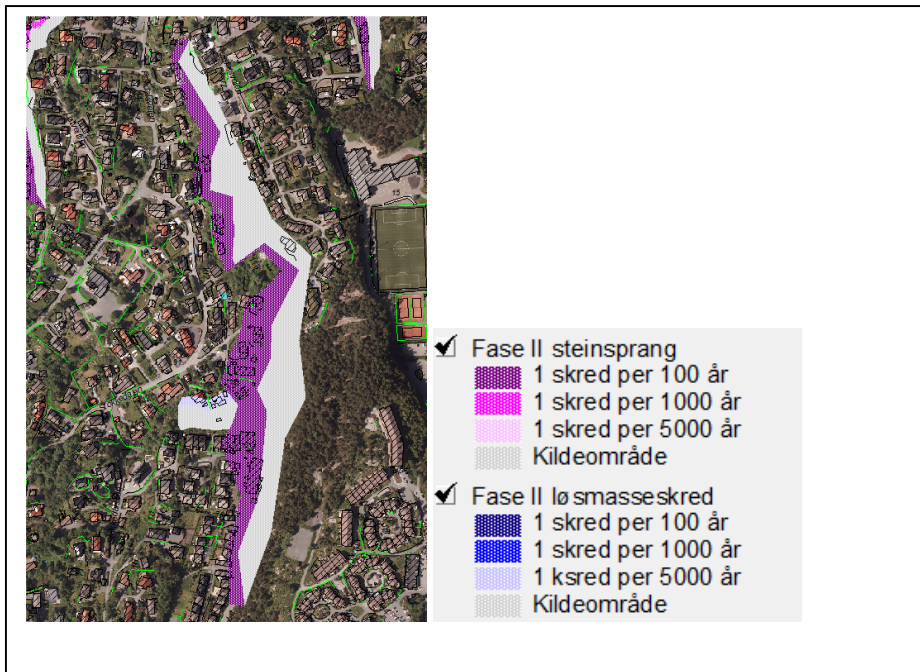 15
Fase II steinsprang
1 skred per 100 år
1 skred per 1000 år
1 skred per 5000 år
Kildeområde
Fase II løsmasseskred
1 skred per 100 år
1 skred per 1000 år
1 ksred per 5000 år
Kildeområde